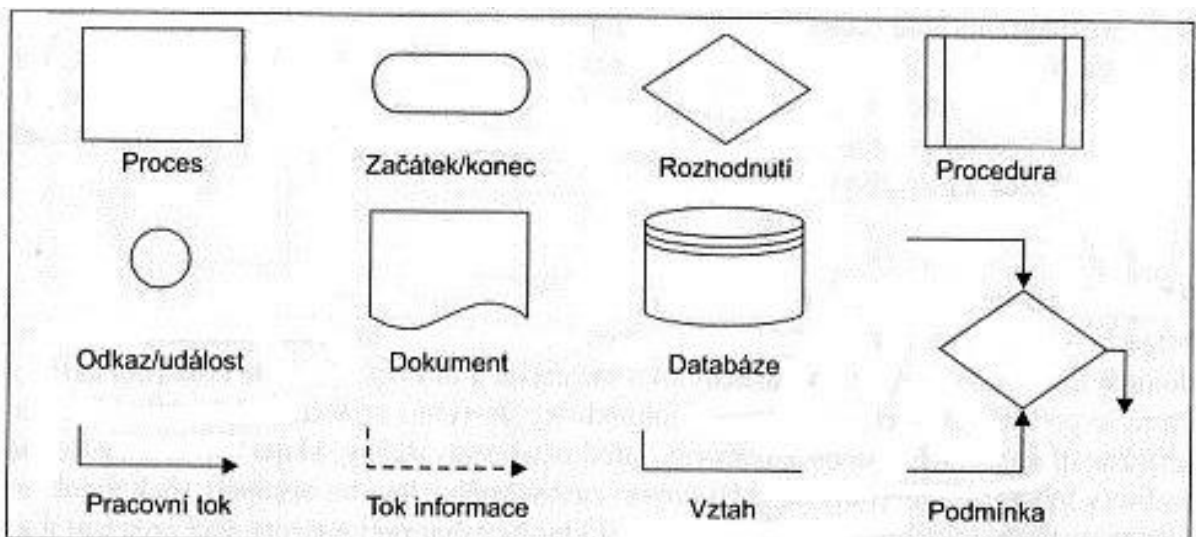 Proces
Začátek/konec
Rozhodnutí
Procedura
Odkaz/událost
Dokument
Databáze
Pracovní tok
Tok informace
Vztah
Podmínka